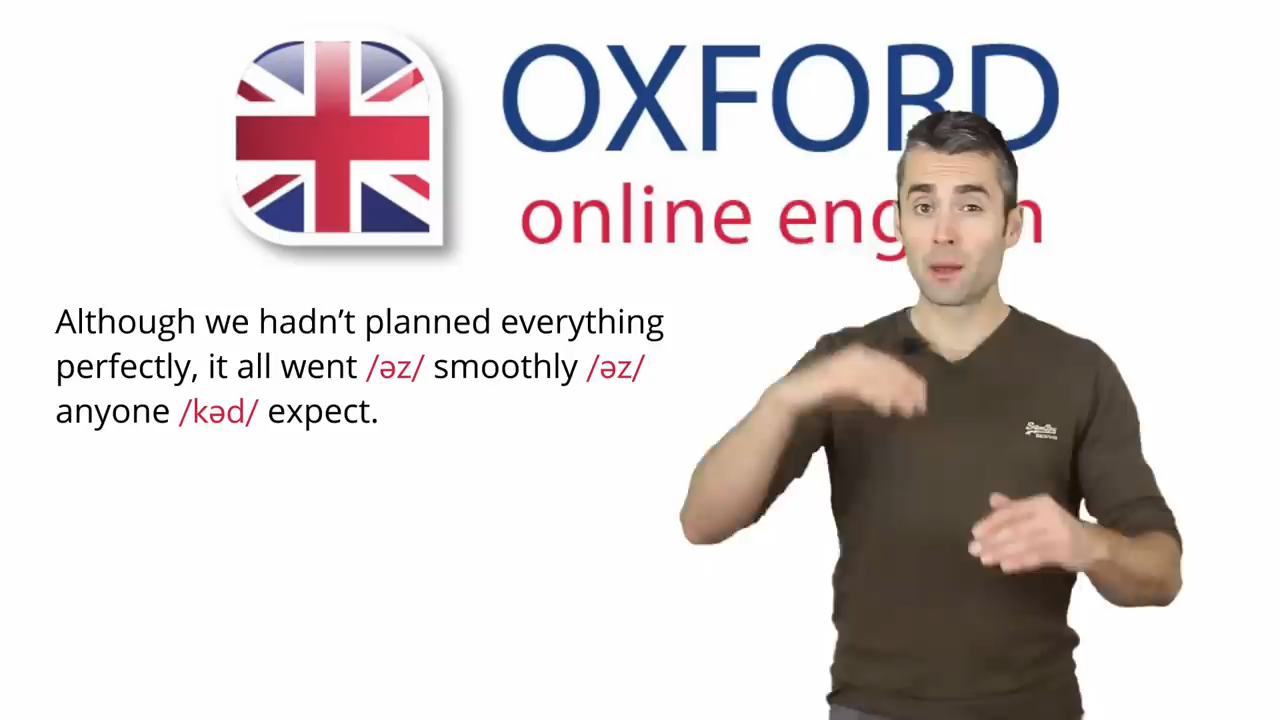 OXFORD
online eng
Although we hadn’t planned everything
perfectly, it all went /əz/ smoothly /əz/
anyone /kəd/ expect.